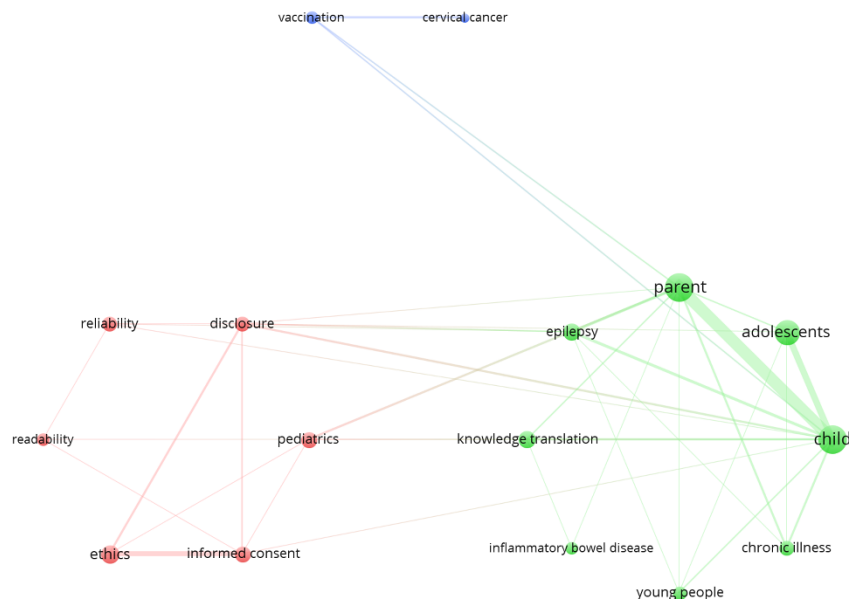 vaccination
cervical cancer
parent
reliability
disclosure
epilepsy
adolescents
readability
pediatrics
knowledge translation
child
ethics
informed consent
inflammatory bowel disease
chronic illness
young people